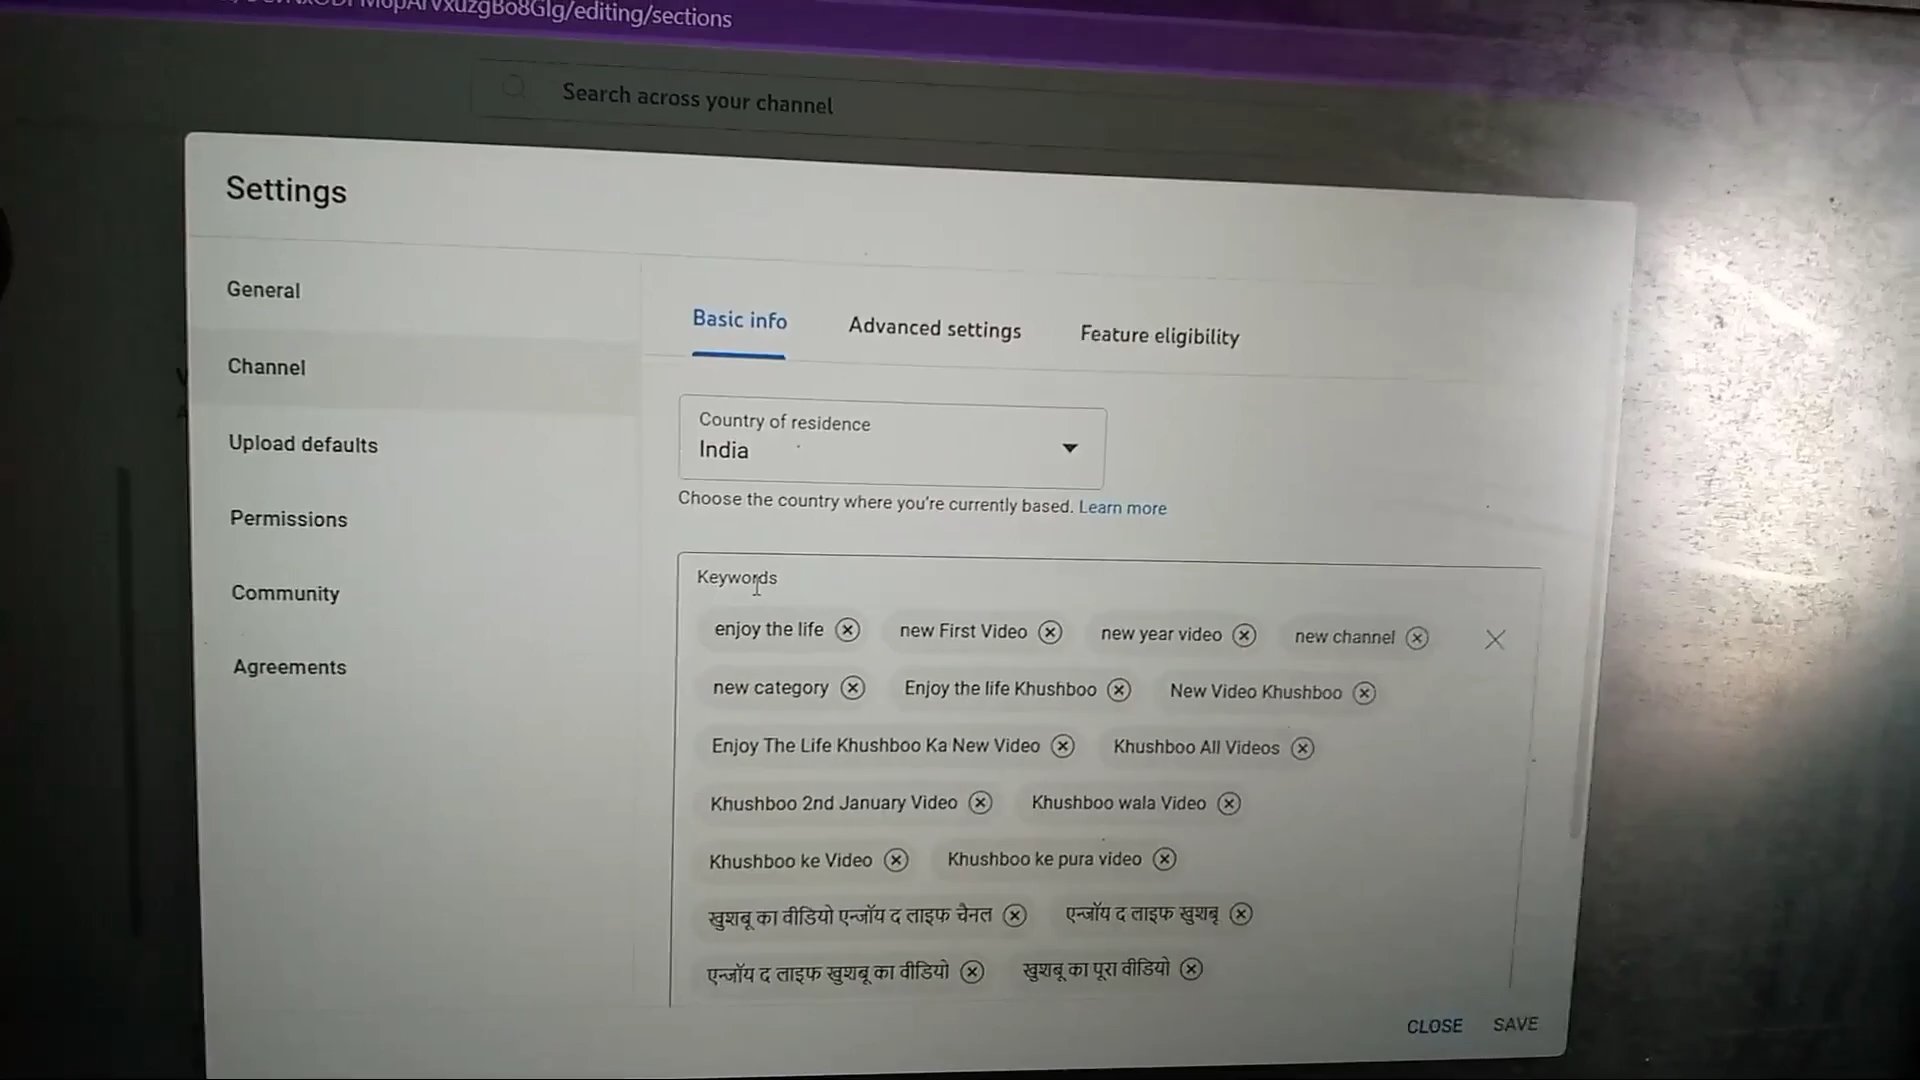 /editing/sections
Search across your channel
Settings
General
Channel
Upload defaults
Permissions
Community
Agreements
Basic info Advanced settings Feature eligibility
Country of residence
India
Choose the country where you're currently based. Learn more
Keywords
enjoy the life new First Video new year video new channel
new category Enjoy the life Khushboo New Video Khushboo
Enjoy The Life Khushboo Ka New Video Khushboo All Videos
Khushboo 2nd January Video Khushboo wala Video
Khushboo ke Video Khushboo ke pura video
खुशबू का वीडियो एन्जॉय द लाइफ चैनल एन्जॉय द लाइफ खुशबू
एन्जॉय द लाइफ खुशबू का वीडियो खुशबू का पूरा वीडियो
CLOSE SAVE